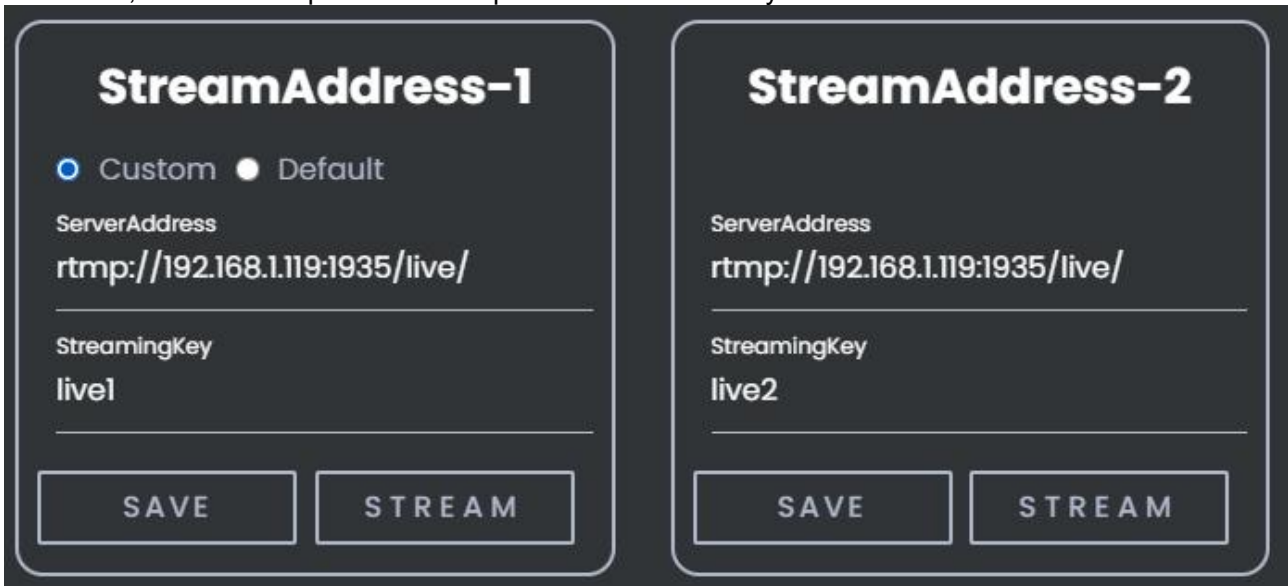 StreamAddress-1
Custom Default
ServerAddress
rtmp://192.168.1.119:1935/live/
StreamingKey
live1
SAVE STREAM
StreamAddress-2
ServerAddress
rtmp://192.168.1.119:1935/live/
StreamingKey
live2
SAVE STREAM